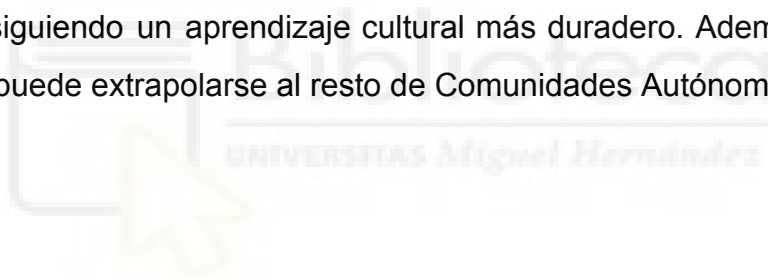 siguiendo un aprendizaje cultural más duradero. Adem
puede extrapolarse al resto de Comunidades Autónom
Biblioteca
UNIVERSITAS Miguel Hernández